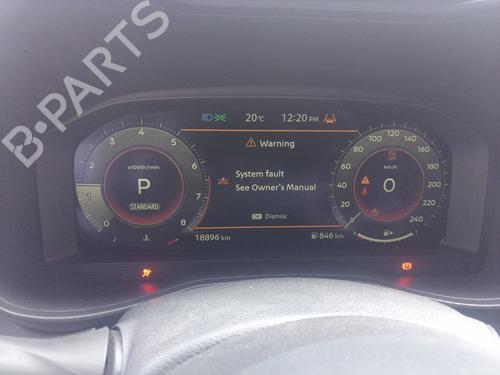 20°C 12:20 PM
Warning
System fault
See Owner's Manual
OK Dismiss
18896 km 846 km
0 1 2 3 4 5 6 7 8
x1000r/min
P
STANDARD
0 20 40 60 80 100 120 140 160 180 200 220 240
km/h
0
B-PARTS